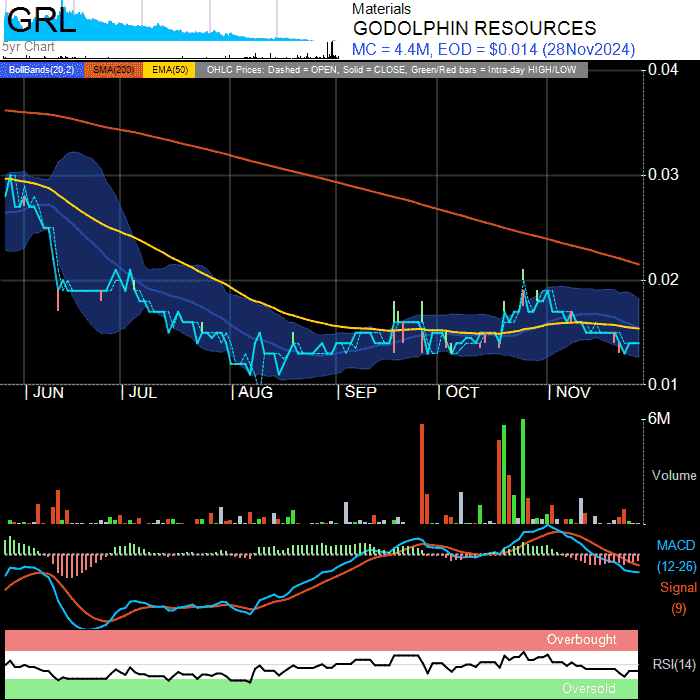 GRL
5yr Chart
Materials
GODOLPHIN RESOURCES
MC = 4.4M, EOD = $0.014 (28Nov2024)
BollBands(20,2) SMA(200) EMA(50) OHLC Prices: Dashed = OPEN, Solid = CLOSE, Green/Red bars = Intra-day HIGH/LOW
0.04
0.03
0.02
0.01
JUN JUL AUG SEP OCT NOV
6M
Volume
MACD
(12-26)
Signal
(9)
Overbought
RSI(14)
Oversold